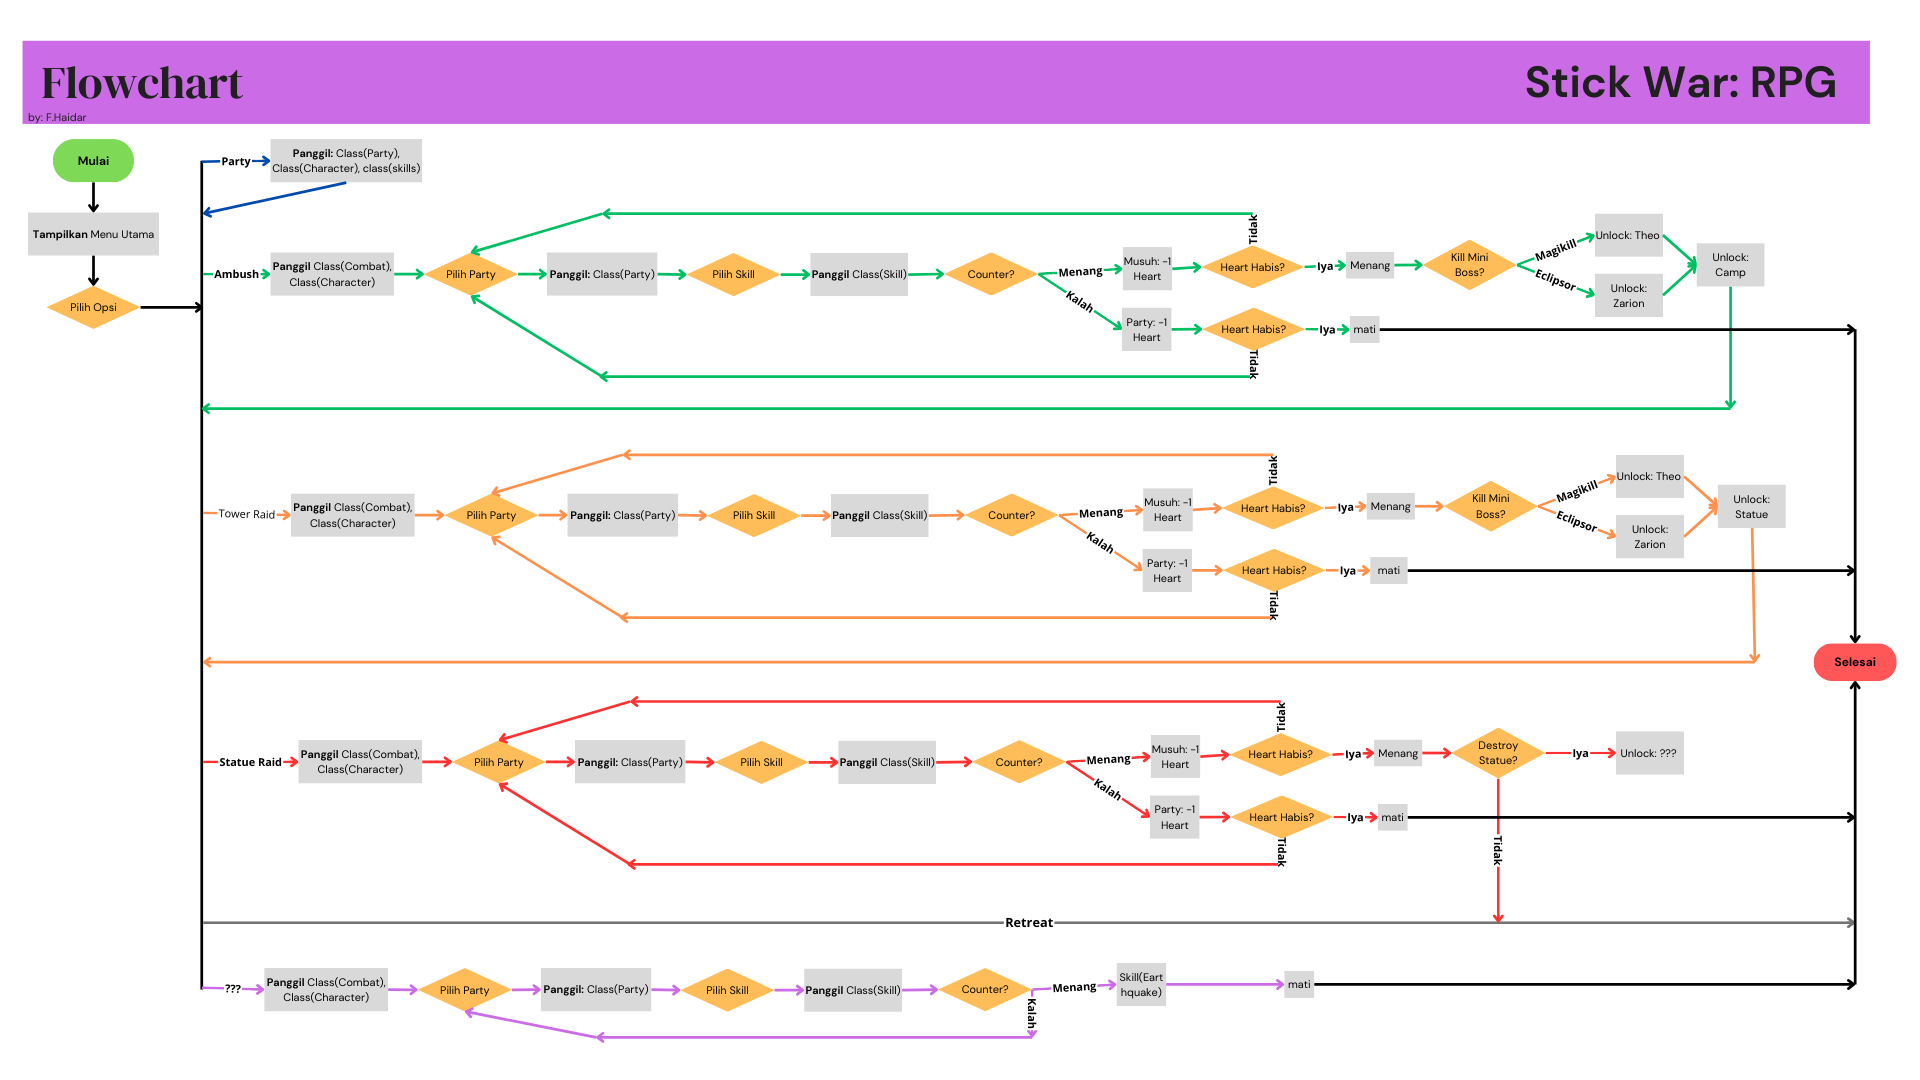 Flowchart
Stick War: RPG
by: F.Haidar
Mulai
Tampilkan Menu Utama
Pilih Opsi
Party
Panggil: Class(Party),
Class(Character), class(skills)
Ambush
Panggil Class(Combat),
Class(Character)
Pilih Party
Panggil: Class(Party)
Pilih Skill
Panggil Class(Skill)
Counter?
Menang
Musuh: -1
Heart
Heart Habis?
Tidak
Iya
Menang
Kill Mini
Boss?
Magikill
Unlock: Theo
Eclipsor
Unlock:
Zarion
Unlock:
Camp
Kalah
Party: -1
Heart
Heart Habis?
Tidak
Iya
mati
Tower Raid
Panggil Class(Combat),
Class(Character)
Pilih Party
Panggil: Class(Party)
Pilih Skill
Panggil Class(Skill)
Counter?
Menang
Musuh: -1
Heart
Heart Habis?
Tidak
Iya
Menang
Kill Mini
Boss?
Magikill
Unlock: Theo
Eclipsor
Unlock:
Zarion
Unlock:
Statue
Kalah
Party: -1
Heart
Heart Habis?
Tidak
Iya
mati
Selesai
Statue Raid
Panggil Class(Combat),
Class(Character)
Pilih Party
Panggil: Class(Party)
Pilih Skill
Panggil Class(Skill)
Counter?
Menang
Musuh: -1
Heart
Heart Habis?
Tidak
Iya
Menang
Destroy
Statue?
Iya
Unlock: ???
Tidak
Kalah
Party: -1
Heart
Heart Habis?
Tidak
Iya
mati
Retreat
???
Panggil Class(Combat),
Class(Character)
Pilih Party
Panggil: Class(Party)
Pilih Skill
Panggil Class(Skill)
Counter?
Menang
Skill(Eart
hquake)
mati
Kalah